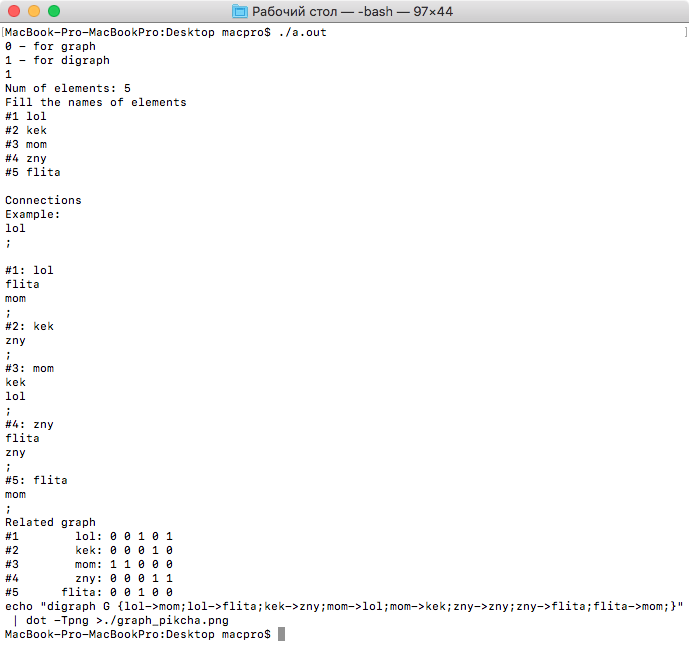 Рабочий стол — -bash — 97×44
[MacBook-Pro-MacBookPro:Desktop macpro$ ./a.out ]
0 - for graph
1 - for digraph
1
Num of elements: 5
Fill the names of elements
#1 lol
#2 kek
#3 mom
#4 zny
#5 flita

Connections
Example:
lol
;

#1: lol
flita
mom
;
#2: kek
zny
;
#3: mom
kek
lol
;
#4: zny
flita
zny
;
#5: flita
mom
;
Related graph
#1        lol: 0 0 1 0 1
#2        kek: 0 0 0 1 0
#3        mom: 1 1 0 0 0
#4        zny: 0 0 0 1 1
#5      flita: 0 0 1 0 0
echo "digraph G {lol->mom;lol->flita;kek->zny;mom->lol;mom->kek;zny->zny;zny->flita;flita->mom;}"
 | dot -Tpng >./graph_pikcha.png
MacBook-Pro-MacBookPro:Desktop macpro$